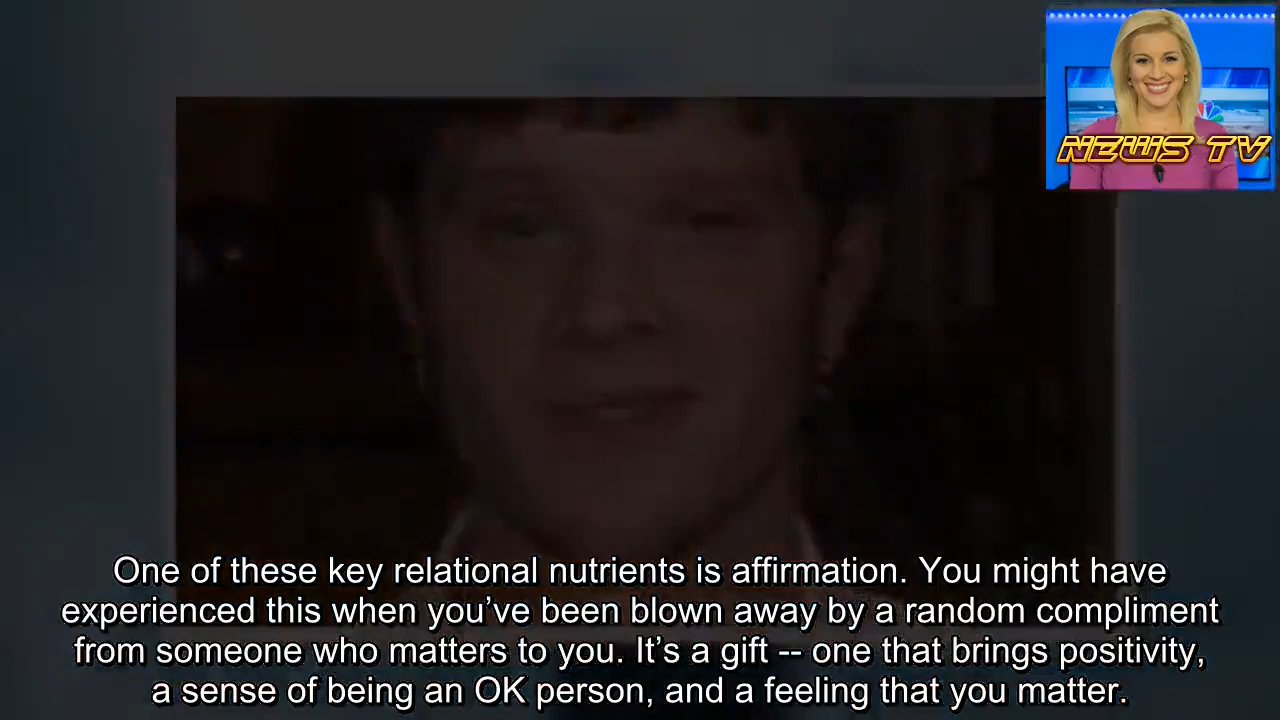 NEWS TV
One of these key relational nutrients is affirmation. You might have
experienced this when you’ve been blown away by a random compliment
from someone who matters to you. It’s a gift -- one that brings positivity,
a sense of being an OK person, and a feeling that you matter.